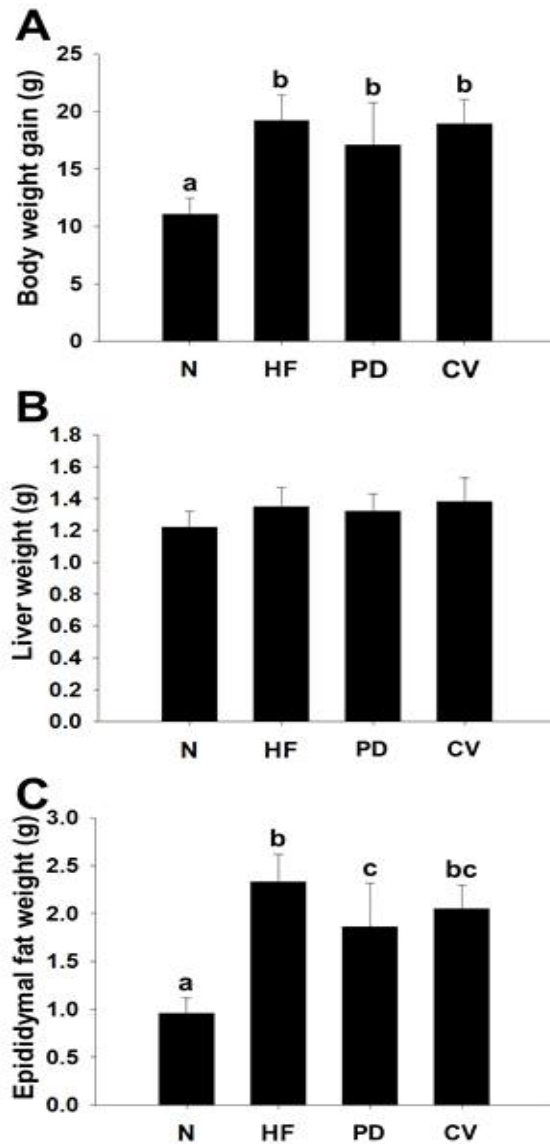 A
Body weight gain (g)
25
20
15
10
5
0
a
b
b
b
N HF PD CV
B
Liver weight (g)
1.8
1.6
1.4
1.2
1.0
0.8
0.6
0.4
0.2
0.0
N HF PD CV
C
Epididymal fat weight (g)
3.0
2.5
2.0
1.5
1.0
0.5
0.0
a
b
c
bc
N HF PD CV